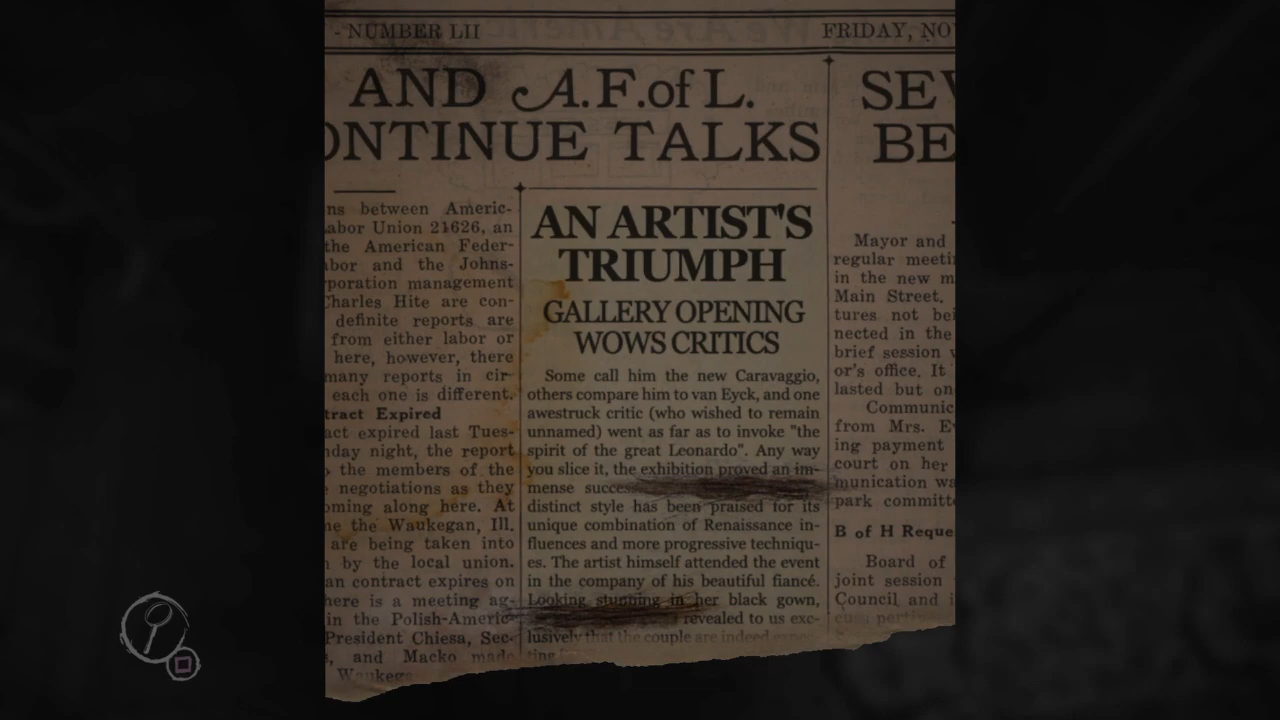 - NUMBER LII
FRIDAY, NO
AND A.F.of L.
ONTINUE TALKS
SEV
BE
ns between Americ-
abor Union 21626, an
the American Feder-
bor and the Johns-
poration management
Charles Hite are con-
definite reports are
from either labor or
here, however, there
many reports in cir-
each one is different.
tract Expired
act expired last Tues-
day night, the report
the members of the
negotiations as they
oming along here. At
e the Waukegan, Ill.
are being taken into
by the local union.
an contract expires on
here is a meeting ag-
in the Polish-Americ-
President Chiesa, Sec-
, and Macko made
Waukega
AN ARTIST'S
TRIUMPH
GALLERY OPENING
WOWS CRITICS
Some call him the new Caravaggio,
others compare him to van Eyck, and one
awestruck critic (who wished to remain
unnamed) went as far as to invoke "the
spirit of the great Leonardo". Any way
you slice it, the exhibition proved an im-
mense succes
distinct style has been praised for its
unique combination of Renaissance in-
fluences and more progressive techniqu-
es. The artist himself attended the event
in the company of his beautiful fiancé.
Looking stunning in her black gown,
revealed to us exc-
lusively that the couple are indeed expec-
ting
Mayor and
regular meetin
in the new m
Main Street.
tures not bei
nected in the
brief session
or's office. It
lasted but on
Communic
from Mrs. Ev
ing payment
court on her
munication wa
park committe
B of H Reque
Board of
joint session
Council and i